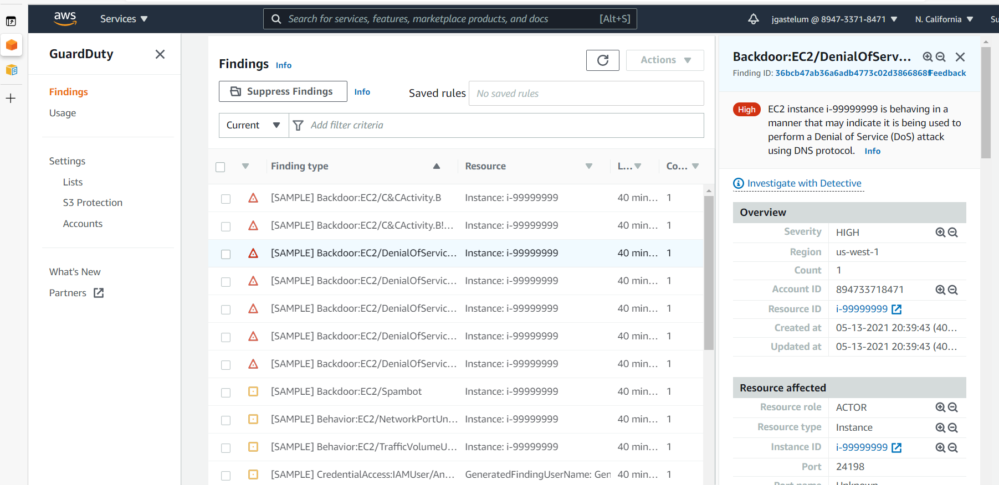 aws
Services
Search for services, features, marketplace products, and docs
[Alt+S]
jgastelum @ 8947-3371-8471
N. California
Su
GuardDuty
Findings
Usage
Settings
Lists
S3 Protection
Accounts
What's New
Partners
Findings Info
Actions
Suppress Findings Info
Saved rules
No saved rules
Current
Add filter criteria
Finding type Resource L... Co...
[SAMPLE] Backdoor:EC2/C&CActivity.B Instance: i-99999999 40 min... 1
[SAMPLE] Backdoor:EC2/C&CActivity.B!... Instance: i-99999999 40 min... 1
[SAMPLE] Backdoor:EC2/DenialOfServic... Instance: i-99999999 40 min... 1
[SAMPLE] Backdoor:EC2/DenialOfServic... Instance: i-99999999 40 min... 1
[SAMPLE] Backdoor:EC2/DenialOfServic... Instance: i-99999999 40 min... 1
[SAMPLE] Backdoor:EC2/DenialOfServic... Instance: i-99999999 40 min... 1
[SAMPLE] Backdoor:EC2/DenialOfServic... Instance: i-99999999 40 min... 1
[SAMPLE] Backdoor:EC2/Spambot Instance: i-99999999 40 min... 1
[SAMPLE] Behavior:EC2/NetworkPortUn... Instance: i-99999999 40 min... 1
[SAMPLE] Behavior:EC2/TrafficVolumeU... Instance: i-99999999 40 min... 1
[SAMPLE] CredentialAccess:IAMUser/An... GeneratedFindingUserName: Gen 40 min... 1
Backdoor:EC2/DenialOfServ...
Finding ID: 36bcb47ab36a6adb4773c02d3866868f Feedback
High
EC2 instance i-99999999 is behaving in a
manner that may indicate it is being used to
perform a Denial of Service (DoS) attack
using DNS protocol. Info
Investigate with Detective
Overview
Severity HIGH
Region us-west-1
Count 1
Account ID 894733718471
Resource ID i-99999999
Created at 05-13-2021 20:39:43 (40...
Updated at 05-13-2021 20:39:43 (40...
Resource affected
Resource role ACTOR
Resource type Instance
Instance ID i-99999999
Port 24198
Port name Unknown